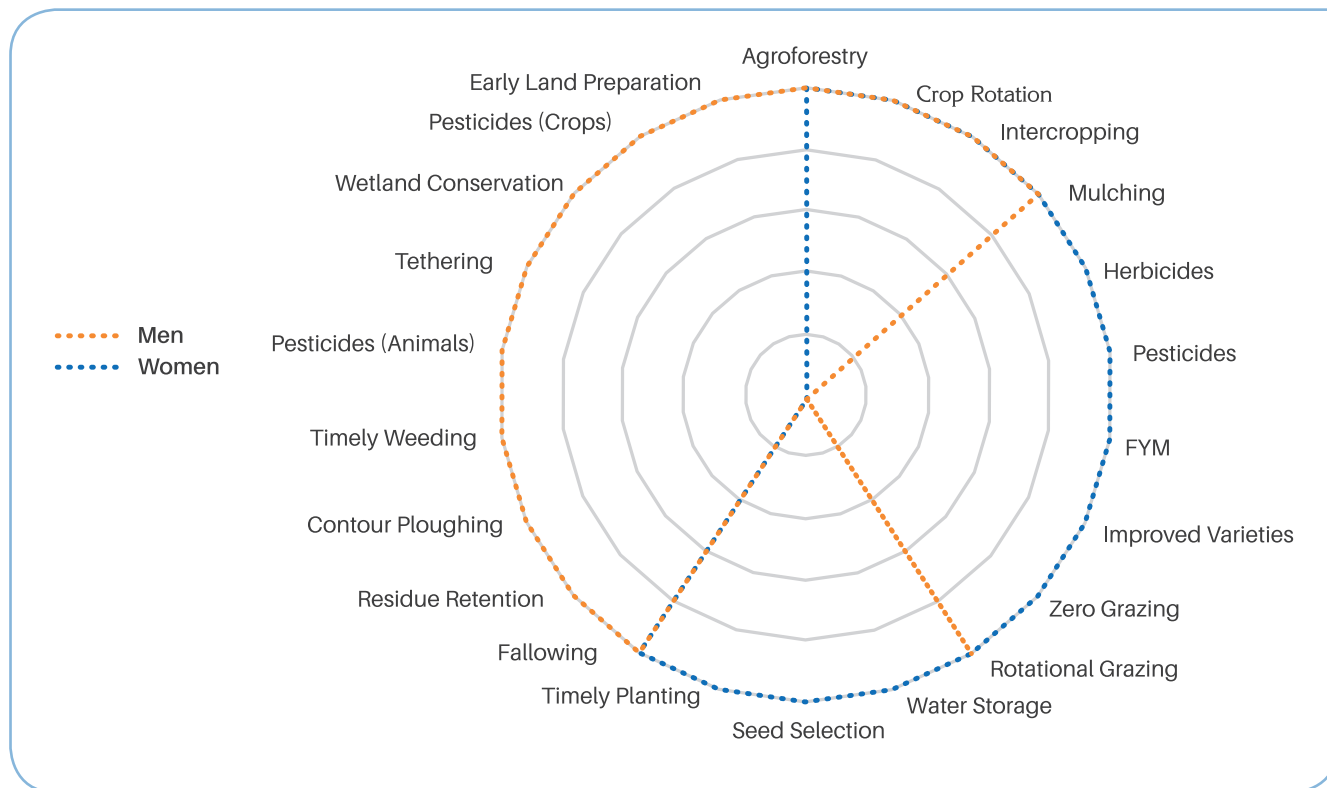 Agroforestry
Crop Rotation
Intercropping
Mulching
Herbicides
Pesticides
FYM
Improved Varieties
Zero Grazing
Rotational Grazing
Water Storage
Seed Selection
Timely Planting
Fallowing
Residue Retention
Contour Ploughing
Timely Weeding
Pesticides (Animals)
Tethering
Wetland Conservation
Pesticides (Crops)
Early Land Preparation
Men
Women